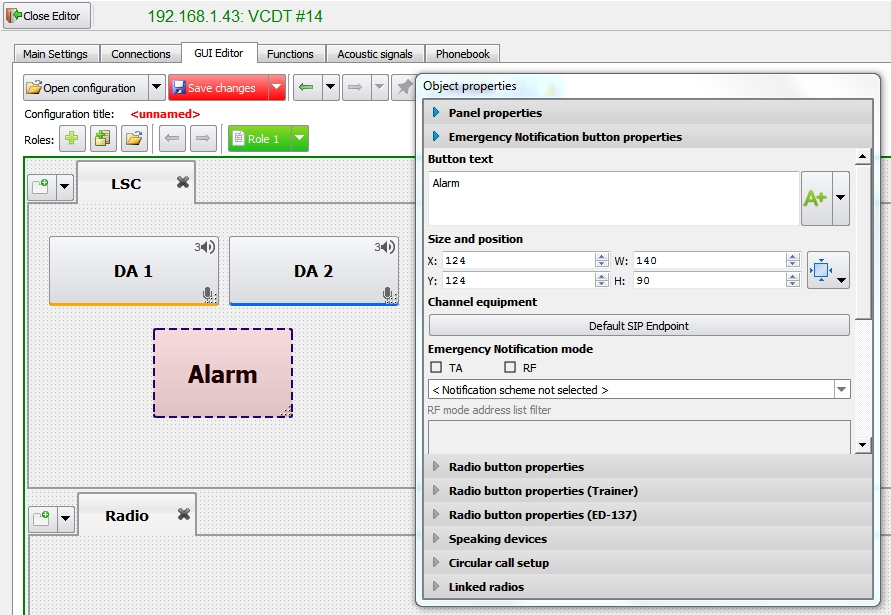 Close Editor
192.168.1.43: VCDT #14
Main Settings
Connections
GUI Editor
Functions
Acoustic signals
Phonebook
Open configuration
Save changes
Configuration title: <unnamed>
Roles:
Role 1
LSC
3
DA 1
3
DA 2
Alarm
Radio
Object properties
Panel properties
Emergency Notification button properties
Button text
Alarm
A+
Size and position
X: 124 W: 140
Y: 124 H: 90
Channel equipment
Default SIP Endpoint
Emergency Notification mode
TA RF
< Notification scheme not selected >
RF mode address list filter
Radio button properties
Radio button properties (Trainer)
Radio button properties (ED-137)
Speaking devices
Circular call setup
Linked radios